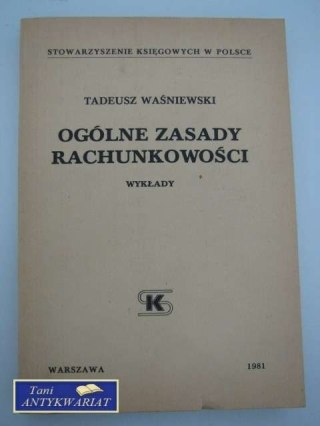 STOWARZYSZENIE KSIĘGOWYCH W POLSCE
TADEUSZ WAŚNIEWSKI
OGÓLNE ZASADY
RACHUNKOWOŚCI
WYKŁADY
SK
WARSZAWA 1981
Tani
ANTYKWARIAT